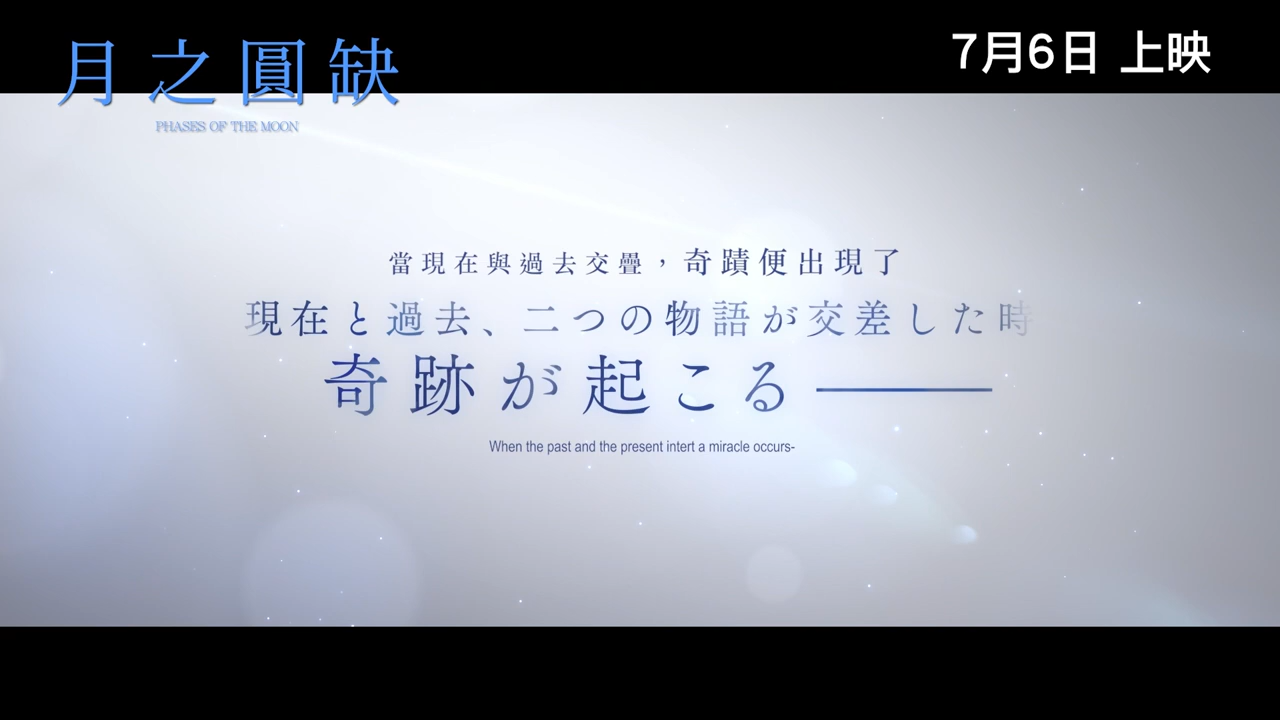 月之圓缺
PHASES OF THE MOON
7月6日 上映
當現在與過去交疊，奇蹟便出現了
現在と過去、二つの物語が交差した時
奇跡が起こる——
When the past and the present intert a miracle occurs-